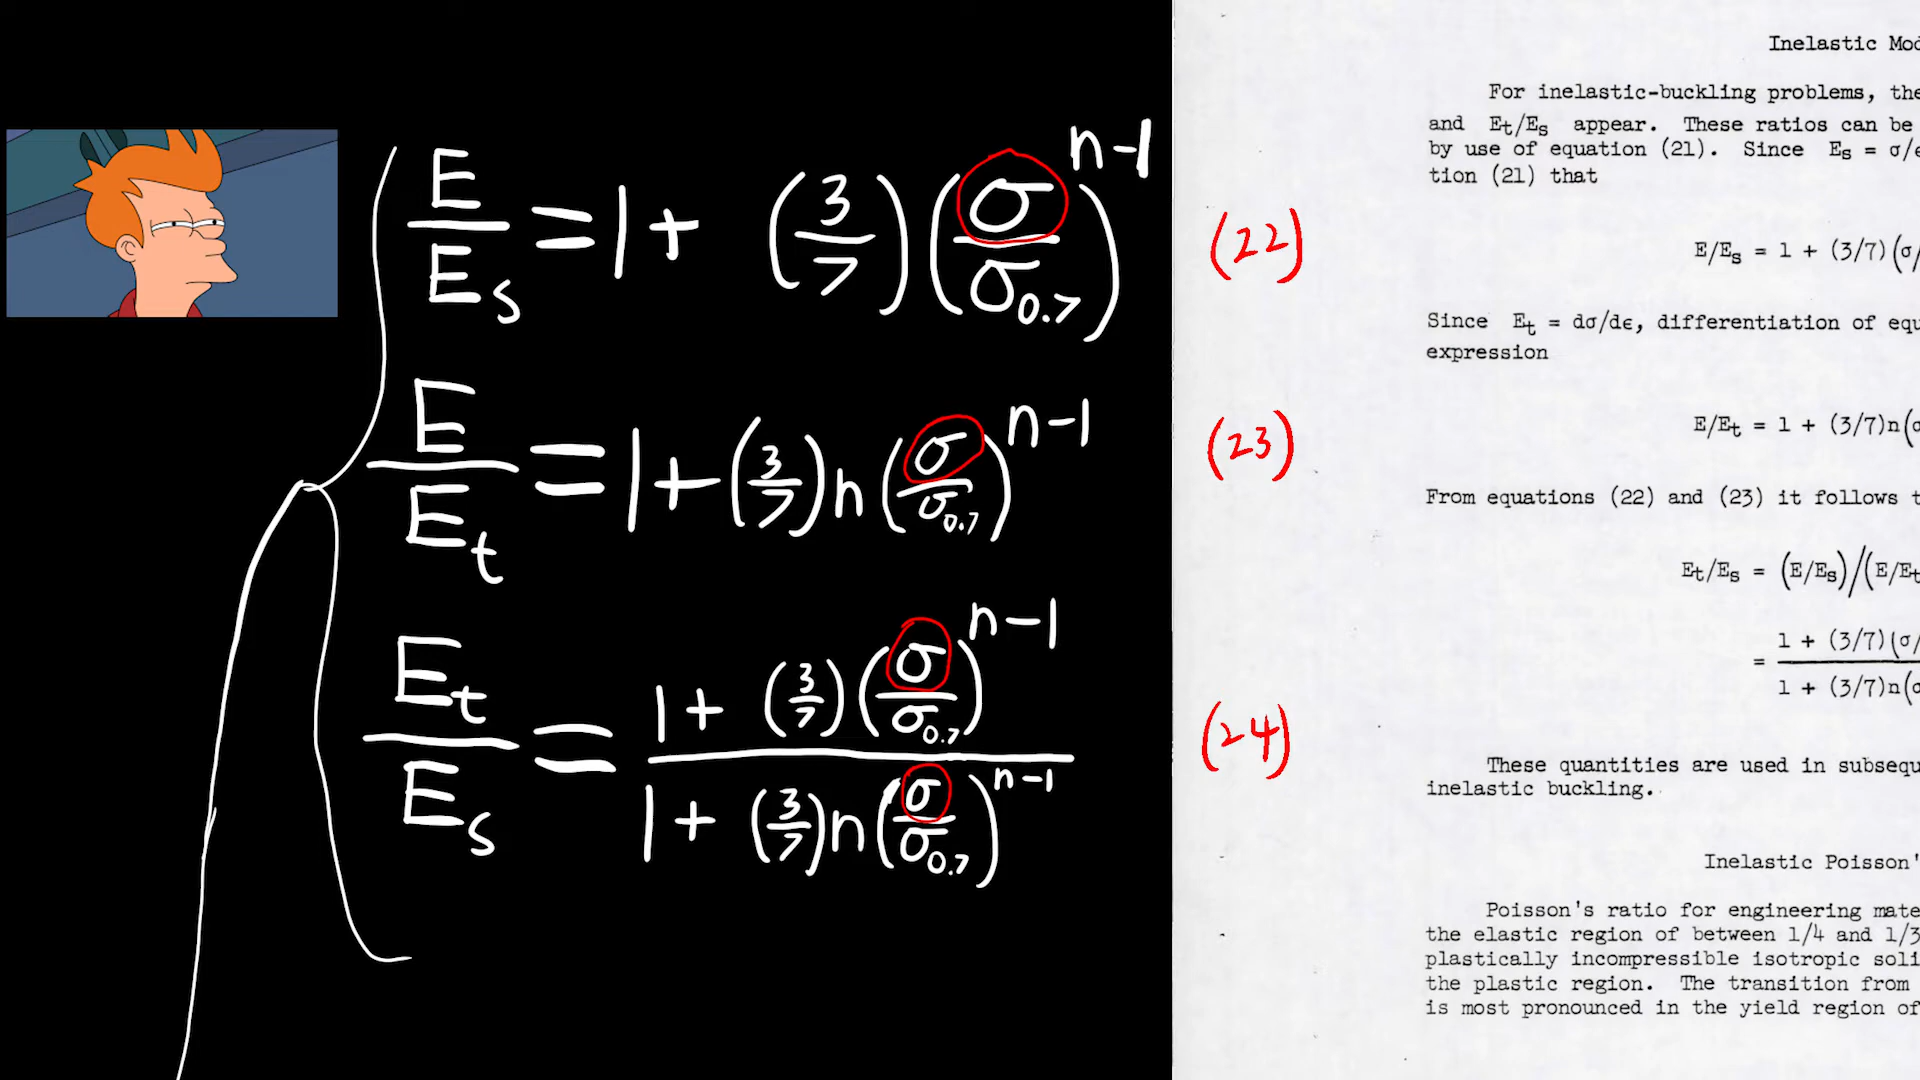 E/Es = 1 + (3/7)(σ/σ0.7)^n-1
(22)
E/Et = 1 + (3/7)n(σ/σ0.7)^n-1
(23)
Et/Es = 1 + (3/7)(σ/σ0.7)^n-1 / 1 + (3/7)n(σ/σ0.7)^n-1
(24)
Inelastic
For inelastic-buckling problems, the
and Et/Es appear. These ratios can be
by use of equation (21). Since Es = σ/ϵ
tion (21) that
E/Es = 1 + (3/7)(σ/
Since Et = dσ/dϵ, differentiation of
expression
E/Et = 1 + (3/7)n(σ
From equations (22) and (23) it follows
Et/Es = (E/Es)/(E/Et
= 1 + (3/7)(σ/
1 + (3/7)n(σ
These quantities are used in
inelastic buckling.
Inelastic Poisson'
Poisson's ratio for engineering
the elastic region of between 1/4 and 1/3
plastically incompressible isotropic
the plastic region. The transition from
is most pronounced in the yield region of